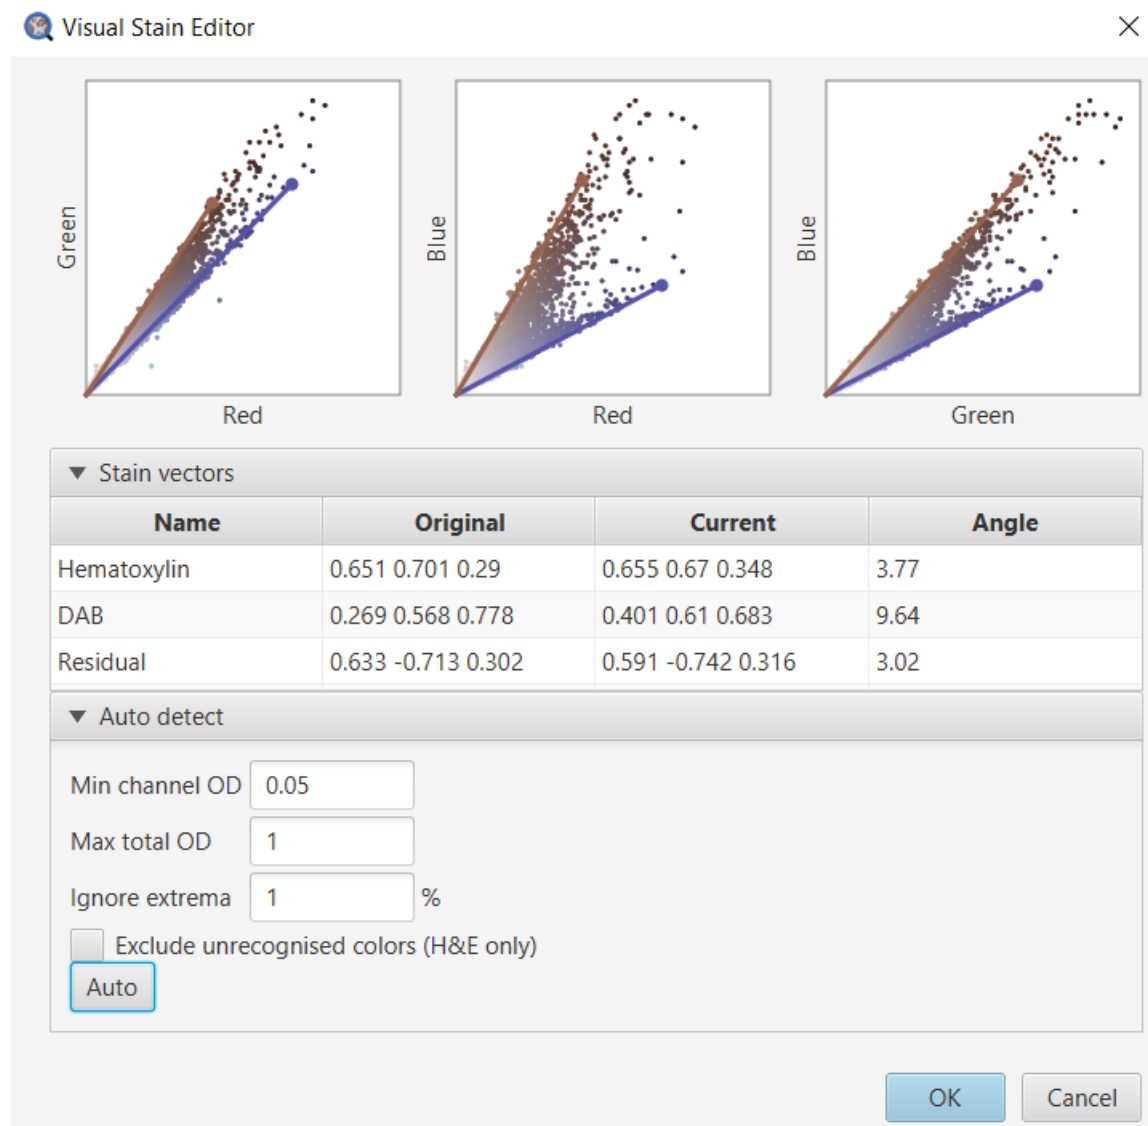 Visual Stain Editor
Green
Red
Blue
Red
Blue
Green
Stain vectors
Name Original Current Angle
Hematoxylin 0.651 0.701 0.29 0.655 0.67 0.348 3.77
DAB 0.269 0.568 0.778 0.401 0.61 0.683 9.64
Residual 0.633 -0.713 0.302 0.591 -0.742 0.316 3.02
Auto detect
Min channel OD 0.05
Max total OD 1
Ignore extrema 1 %
Exclude unrecognised colors (H&E only)
Auto
OK Cancel